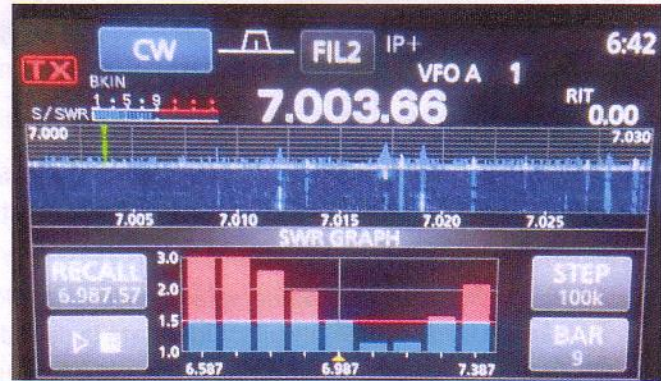 CW FIL2 IP+ 6:42
TX BKIN VFO A 1
1 · 5 · 9 7.003.66 RIT
S/SWR 0.00
7.000 7.030
7.005 7.010 7.015 7.020 7.025
SWR GRAPH
RECALL 3.0 STEP
6.987.57 2.0 100k
1.5 BAR
1.0 9
6.587 6.987 7.387